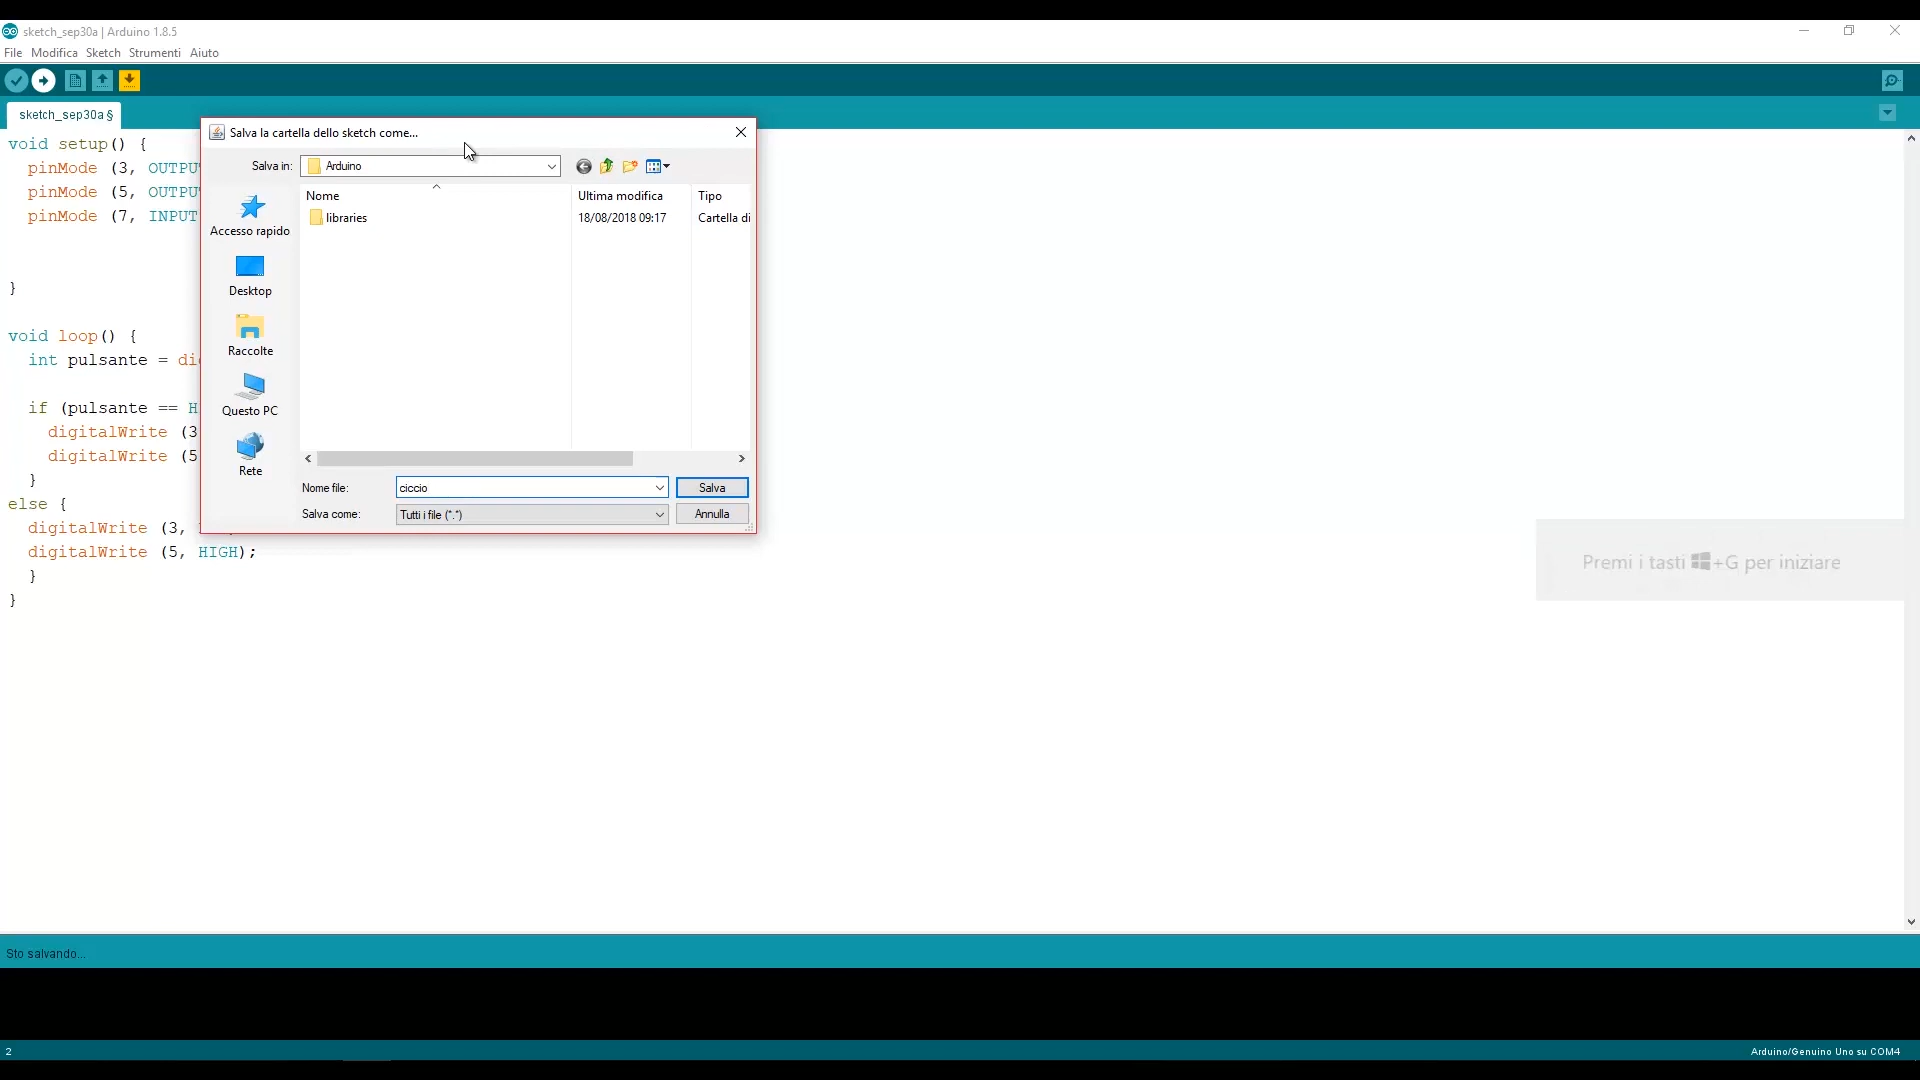 sketch_sep30a | Arduino 1.8.5
File Modifica Sketch Strumenti Aiuto
sketch_sep30a §
Salva la cartella dello sketch come...
Salva in: Arduino
Nome Ultima modifica Tipo
libraries 18/08/2018 09:17 Cartella di
Accesso rapido
Desktop
Raccolte
Questo PC
Rete
Nome file: ciccio Salva
Salva come: Tutti i file (*.*) Annulla
void setup() {
pinMode (3, OUTPU
pinMode (5, OUTPU
pinMode (7, INPUT
}
void loop() {
int pulsante = di
if (pulsante == H
digitalWrite (3
digitalWrite (5
}
else {
digitalWrite (3,
digitalWrite (5, HIGH);
}
}
Premi i tasti +G per iniziare
Sto salvando...
2 Arduino/Genuino Uno su COM4